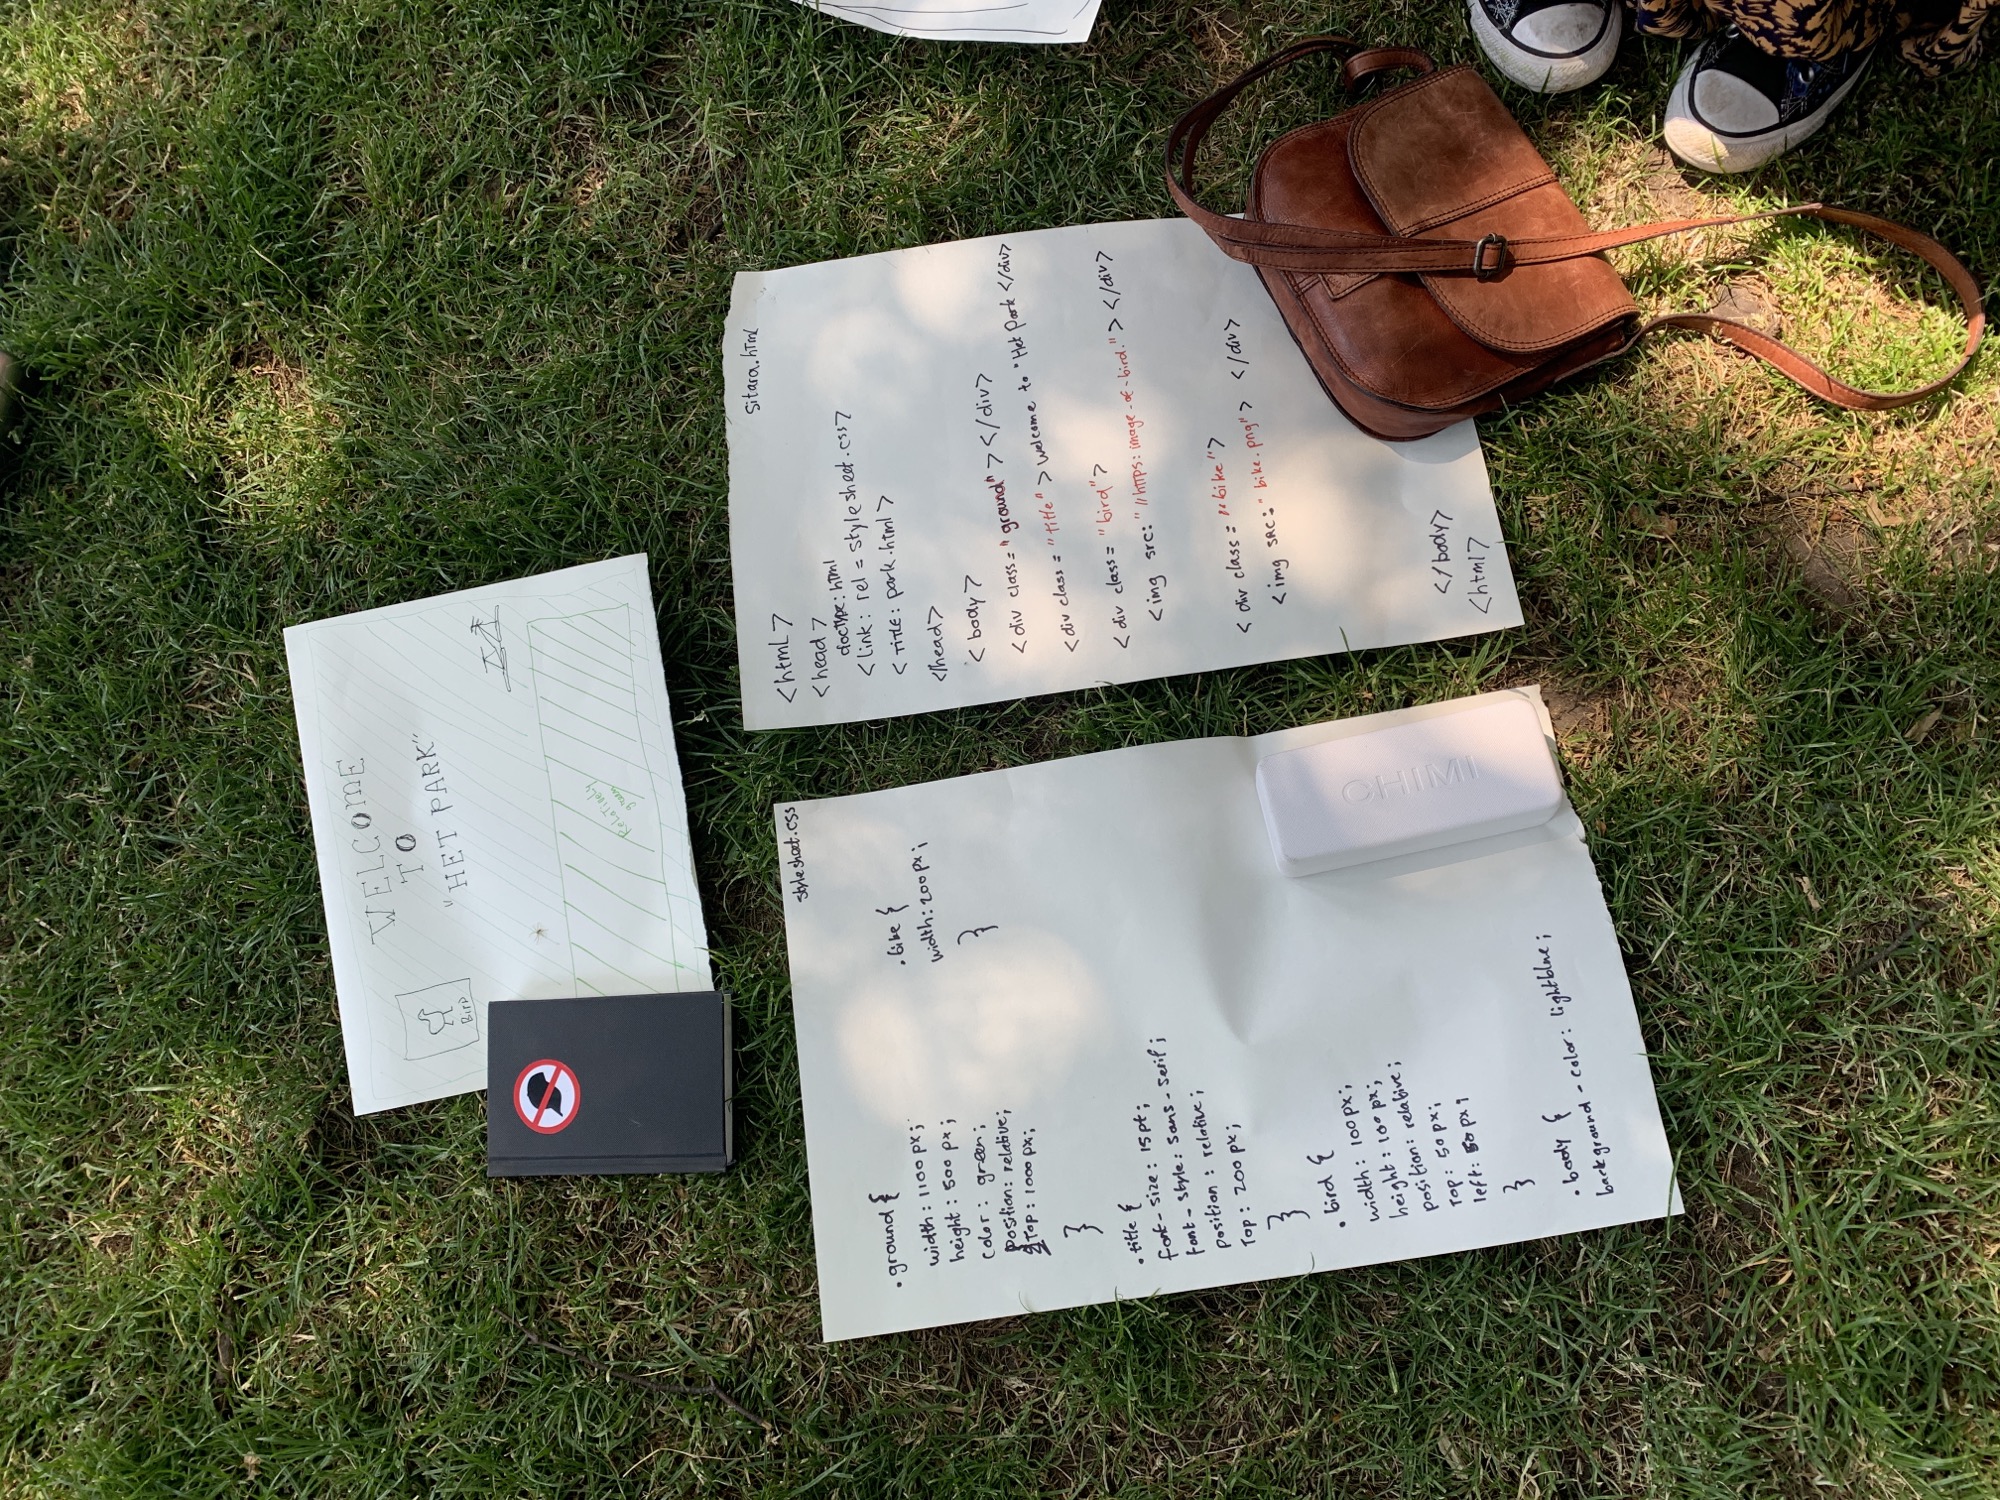 WELCOME
TO
"HET PARK"
BIRD
RelaTively
green
stylesheet.css
.ground {
width: 1100 px;
height: 500 px;
color: green;
position: relative;
Top: 1000 px;
}
.title {
font-size: 15pt;
font-style: sans-serif;
position: relative;
Top: 200 px;
}
.bird {
width: 100 px;
height: 100 px;
position: relative;
Top: 50 px;
left: 50 px;
}
.body {
background-color: lightblue;
.bike {
width: 200 px;
}
CHIMI
Sitara.hTml
<html>
<head>
docType: html
<link: rel = stylesheet.css>
<TITLE: park.html>
</head>
<body>
<div class="ground"></div>
<div class="title">Welcome to "Het Park</div>
<div class="bird">
<img src:"//https:image-of-bird."></div>
<div class="bike">
<img src:"bike.png"> </div>
</body>
<html>